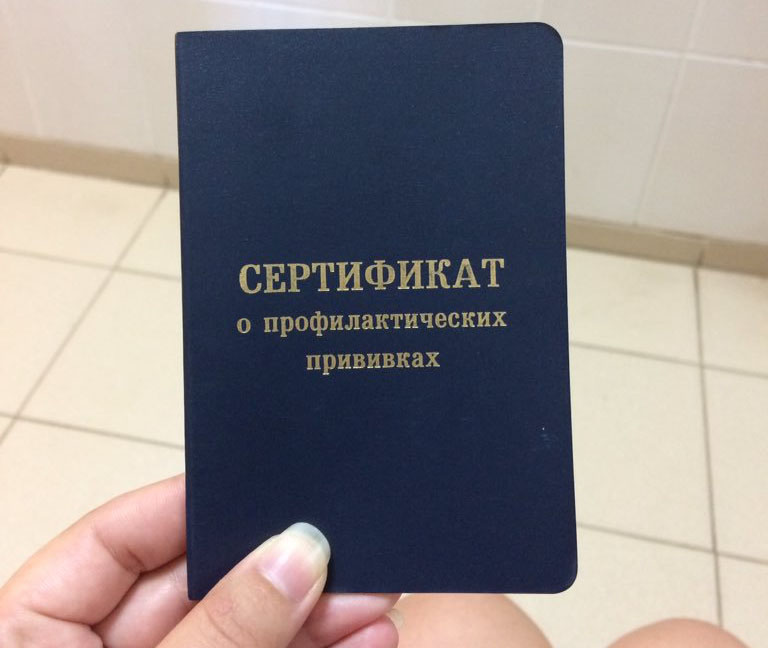 СЕРТИФИКАТ
о профилактических
прививках